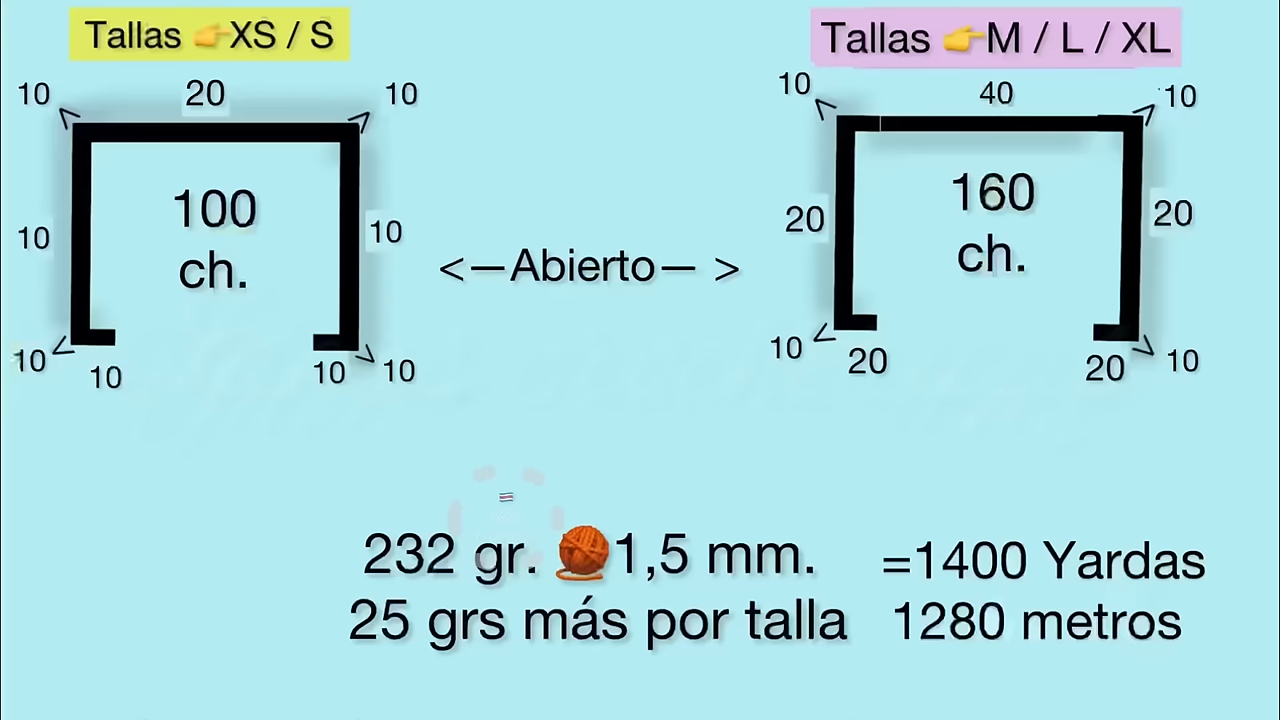 Tallas 👉XS / S
10 20 10
100
ch.
10 10
10 10 10 10
<—Abierto— >
Tallas 👉M / L / XL
10 40 10
160
ch.
20 20
10 20 20 10
232 gr. 🧶1,5 mm. =1400 Yardas
25 grs más por talla 1280 metros